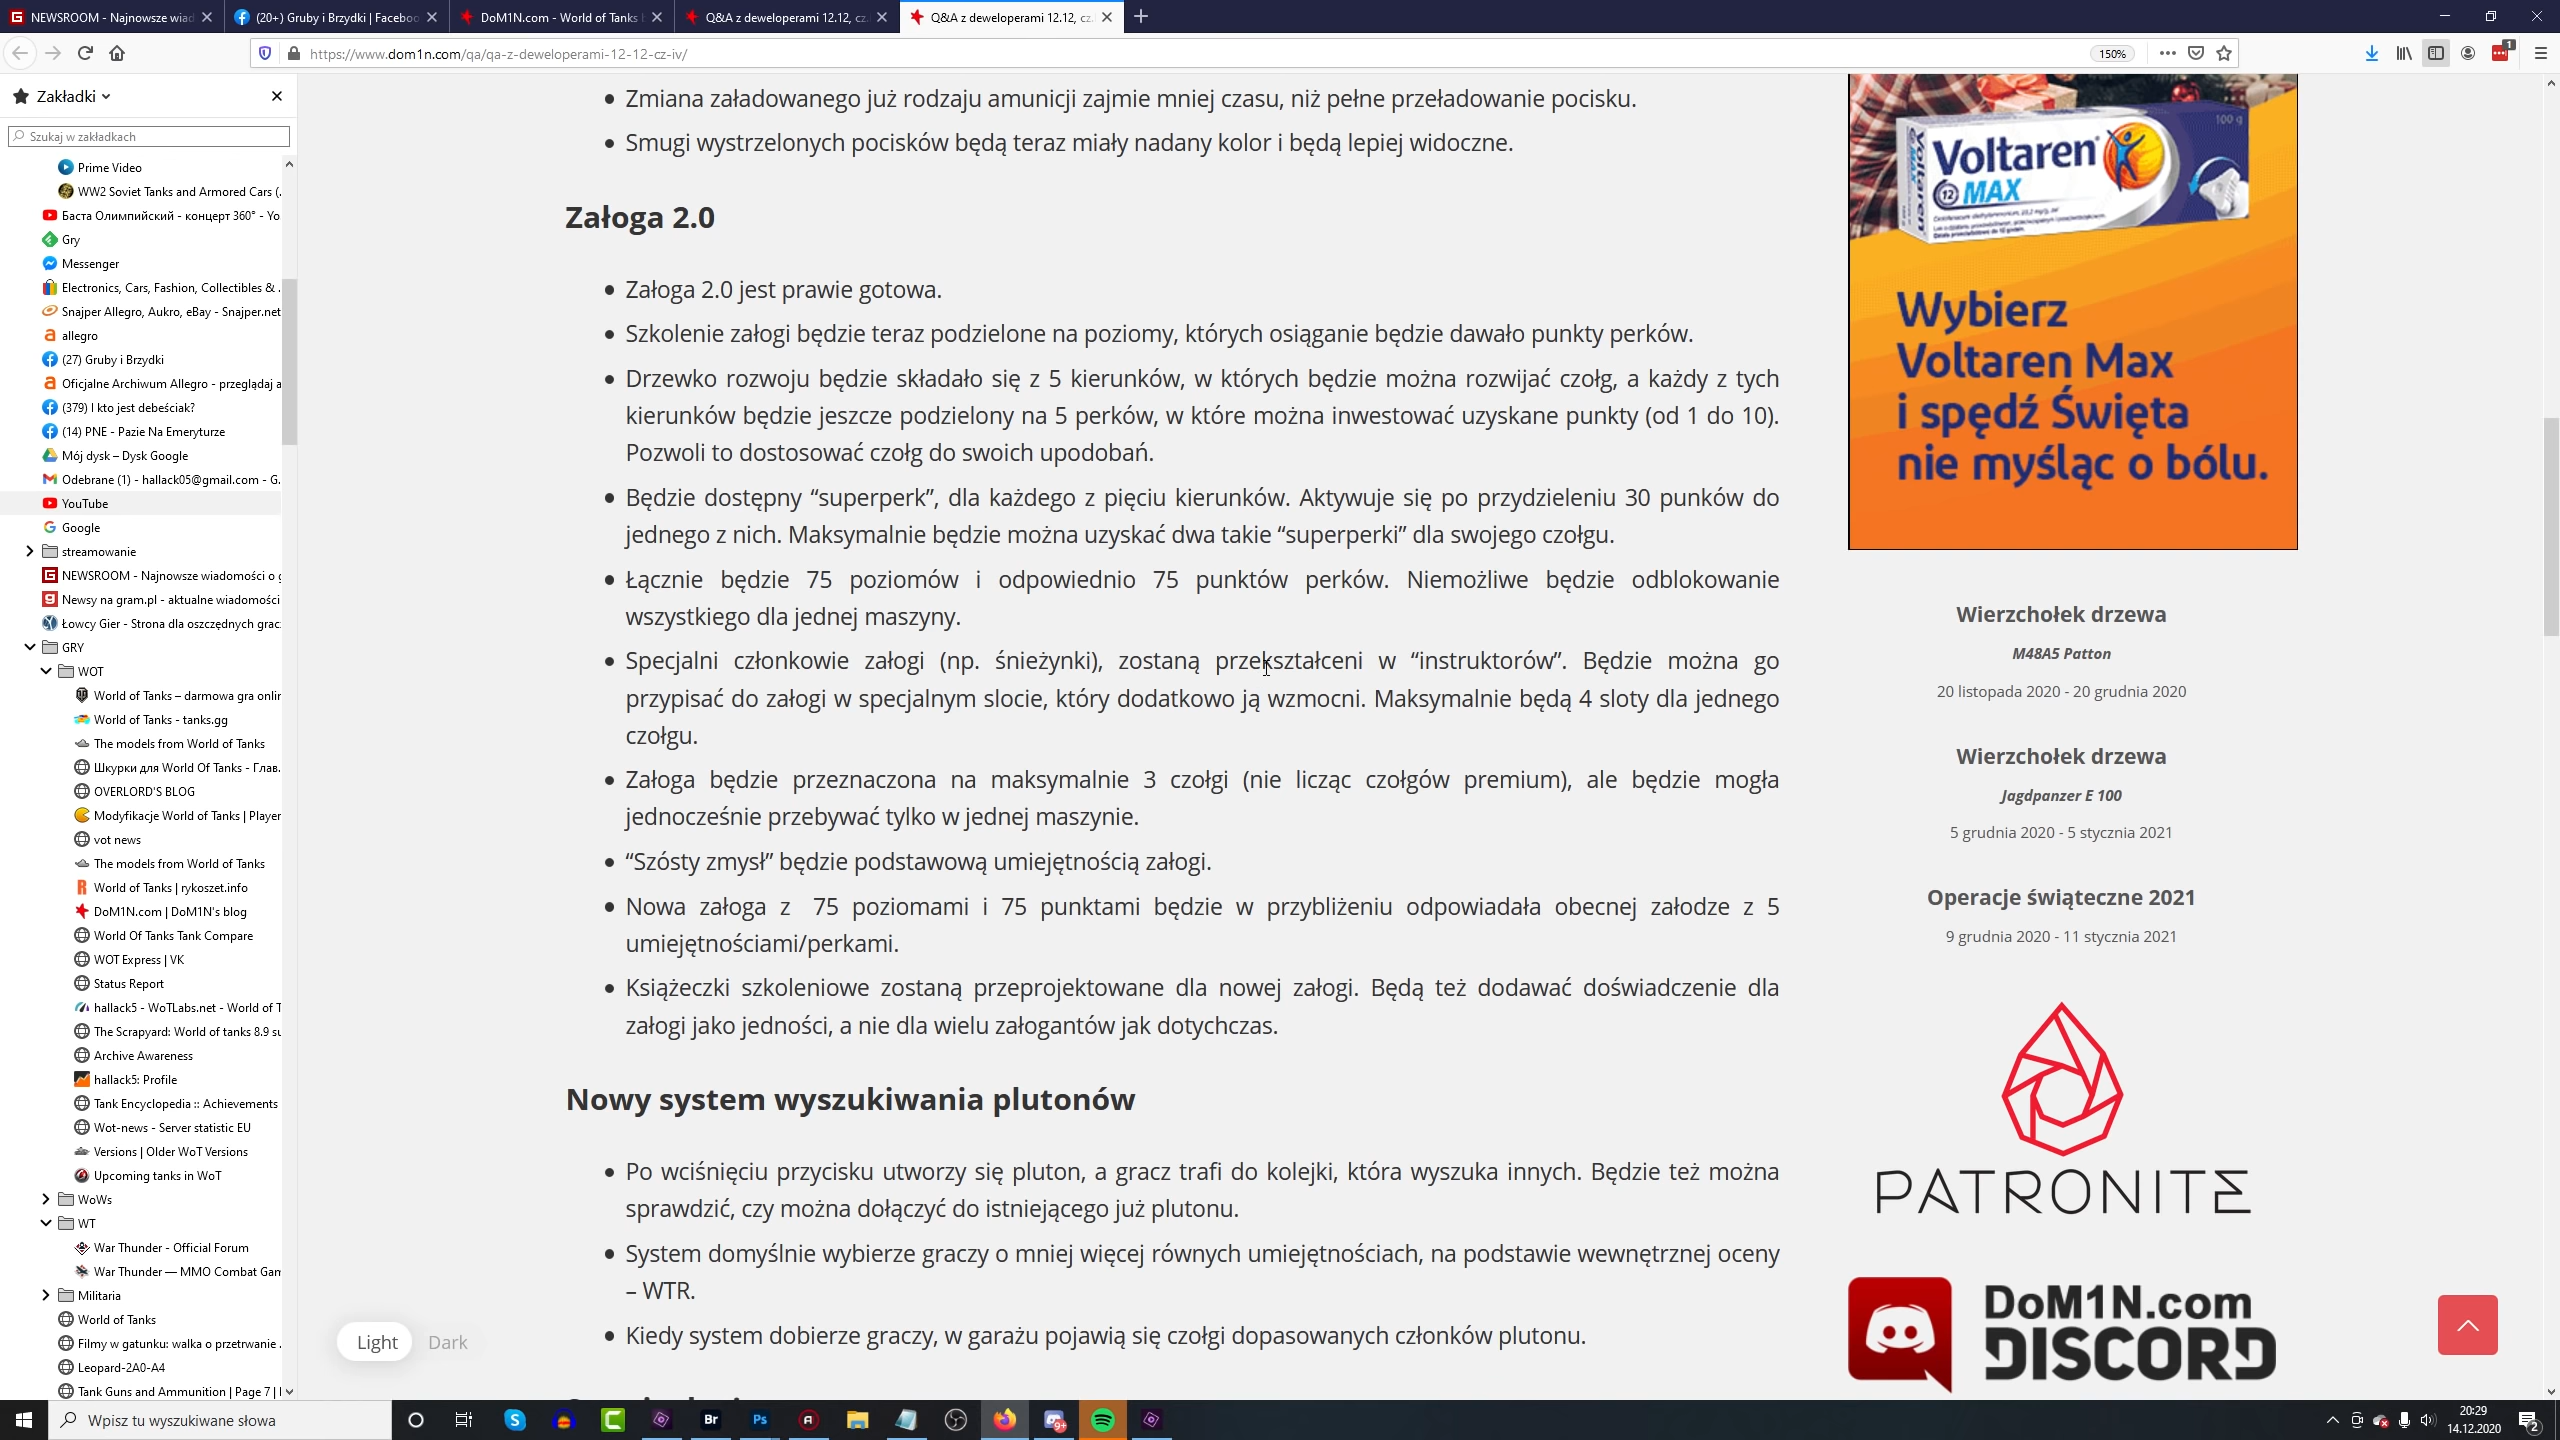 NEWSROOM - Najnowsze wiad
(20+) Gruby i Brzydki | Faceboo
DoM1N.com - World of Tanks
Q&A z deweloperami 12.12, cz.
Q&A z deweloperami 12.12, cz.
https://www.dom1n.com/qa/qa-z-deweloperami-12-12-cz-iv/
150%
1
Zakładki
Szukaj w zakładkach
Prime Video
WW2 Soviet Tanks and Armored Cars (.
Баста Олимпийский - концерт 360° - Yo
Gry
Messenger
Electronics, Cars, Fashion, Collectibles & .
Snajper Allegro, Aukro, eBay - Snajper.net
allegro
(27) Gruby i Brzydki
Oficjalne Archiwum Allegro - przeglądaj a
(379) I kto jest debeściak?
(14) PNE - Pazie Na Emeryturze
Mój dysk – Dysk Google
Odebrane (1) - hallack05@gmail.com - G.
YouTube
Google
streamowanie
NEWSROOM - Najnowsze wiadomości o g
Newsy na gram.pl - aktualne wiadomości
Łowcy Gier - Strona dla oszczędnych grac
GRY
WOT
World of Tanks – darmowa gra onlin
World of Tanks - tanks.gg
The models from World of Tanks
Шкурки для World Of Tanks - Глав.
OVERLORD'S BLOG
Modyfikacje World of Tanks | Player
vot news
The models from World of Tanks
World of Tanks | rykoszet.info
DoM1N.com | DoM1N's blog
World Of Tanks Tank Compare
WOT Express | VK
Status Report
hallack5 - WoTLabs.net - World of T
The Scrapyard: World of tanks 8.9 su
Archive Awareness
hallack5: Profile
Tank Encyclopedia :: Achievements
Wot-news - Server statistic EU
Versions | Older WoT Versions
Upcoming tanks in WoT
WoWs
WT
War Thunder - Official Forum
War Thunder — MMO Combat Gam
Militaria
World of Tanks
Filmy w gatunku: walka o przetrwanie .
Leopard-2A0-A4
Tank Guns and Ammunition | Page 7 |
Zmiana załadowanego już rodzaju amunicji zajmie mniej czasu, niż pełne przeładowanie pocisku.
Smugi wystrzelonych pocisków będą teraz miały nadany kolor i będą lepiej widoczne.
Załoga 2.0
Załoga 2.0 jest prawie gotowa.
Szkolenie załogi będzie teraz podzielone na poziomy, których osiąganie będzie dawało punkty perków.
Drzewko rozwoju będzie składało się z 5 kierunków, w których będzie można rozwijać czołg, a każdy z tych
kierunków będzie jeszcze podzielony na 5 perków, w które można inwestować uzyskane punkty (od 1 do 10).
Pozwoli to dostosować czołg do swoich upodobań.
Będzie dostępny “superperk”, dla każdego z pięciu kierunków. Aktywuje się po przydzieleniu 30 punków do
jednego z nich. Maksymalnie będzie można uzyskać dwa takie “superperki” dla swojego czołgu.
Łącznie będzie 75 poziomów i odpowiednio 75 punktów perków. Niemożliwe będzie odblokowanie
wszystkiego dla jednej maszyny.
Specjalni członkowie załogi (np. śnieżynki), zostaną przekształceni w “instruktorów”. Będzie można go
przypisać do załogi w specjalnym slocie, który dodatkowo ją wzmocni. Maksymalnie będą 4 sloty dla jednego
czołgu.
Załoga będzie przeznaczona na maksymalnie 3 czołgi (nie licząc czołgów premium), ale będzie mogła
jednocześnie przebywać tylko w jednej maszynie.
“Szósty zmysł” będzie podstawową umiejętnością załogi.
Nowa załoga z 75 poziomami i 75 punktami będzie w przybliżeniu odpowiadała obecnej załodze z 5
umiejętnościami/perkami.
Książeczki szkoleniowe zostaną przeprojektowane dla nowej załogi. Będą też dodawać doświadczenie dla
załogi jako jedności, a nie dla wielu załogantów jak dotychczas.
Nowy system wyszukiwania plutonów
Po wciśnięciu przycisku utworzy się pluton, a gracz trafi do kolejki, która wyszuka innych. Będzie też można
sprawdzić, czy można dołączyć do istniejącego już plutonu.
System domyślnie wybierze graczy o mniej więcej równych umiejętnościach, na podstawie wewnętrznej oceny
– WTR.
Kiedy system dobierze graczy, w garażu pojawią się czołgi dopasowanych członków plutonu.
Light
Dark
100 g
Voltaren
12 MAX
Wybierz
Voltaren Max
i spędź Święta
nie myśląc o bólu.
Wierzchołek drzewa
M48A5 Patton
20 listopada 2020 - 20 grudnia 2020
Wierzchołek drzewa
Jagdpanzer E 100
5 grudnia 2020 - 5 stycznia 2021
Operacje świąteczne 2021
9 grudnia 2020 - 11 stycznia 2021
PATRONITE
DoM1N.com
DISCORD
Wpisz tu wyszukiwane słowa
Br
Ps
9+
20:29
14.12.2020
2